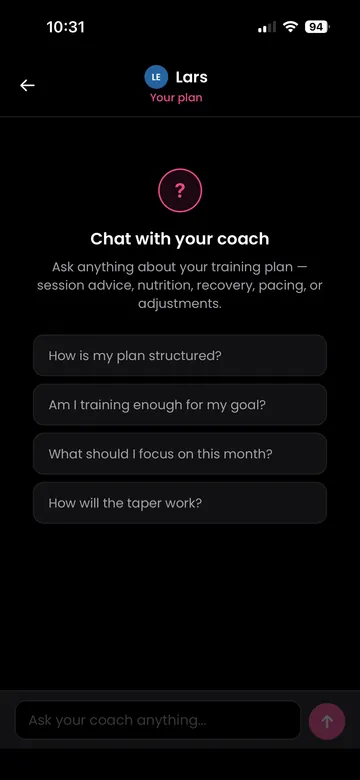 10:31
94
LE
Lars
Your plan
?
Chat with your coach
Ask anything about your training plan —
session advice, nutrition, recovery, pacing, or
adjustments.
How is my plan structured?
Am I training enough for my goal?
What should I focus on this month?
How will the taper work?
Ask your coach anything...